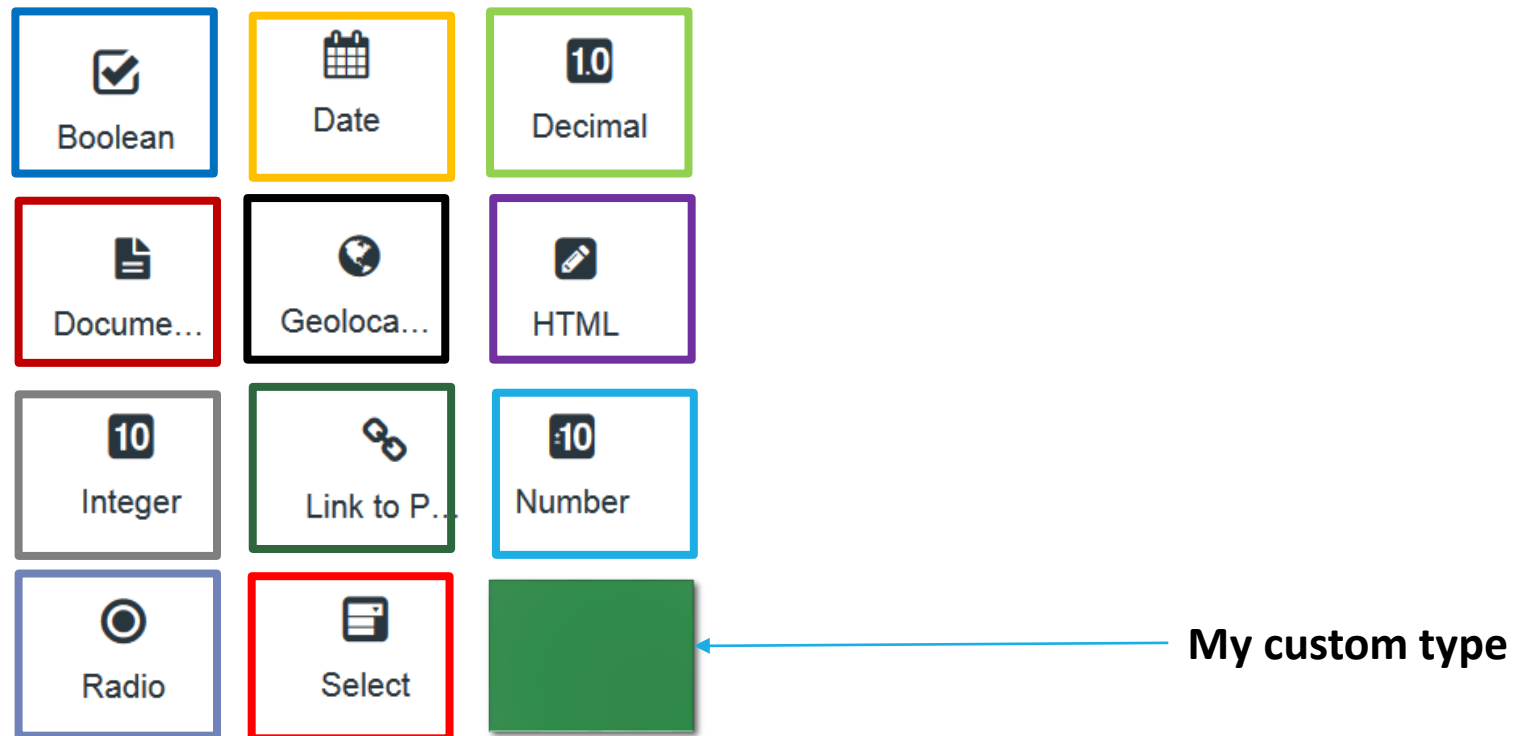 Boolean
Date
1.0
Decimal
Docume...
Geoloca...
HTML
10
Integer
Link to P...
±10
Number
Radio
Select
My custom type